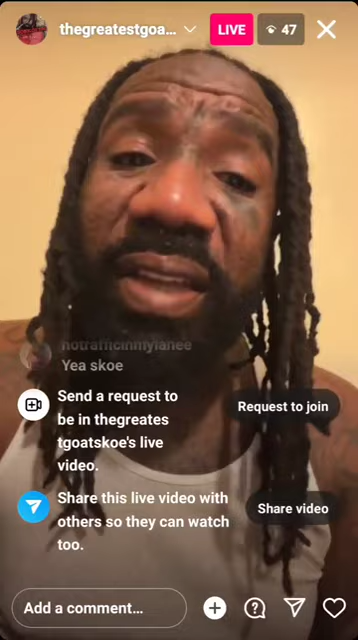 thegreatestgoa...
LIVE
47
notrafficinmylanee
Yea skoe
Send a request to
be in thegreates
tgoatskoe's live
video.
Request to join
Share this live video with
others so they can watch
too.
Share video
Add a comment...